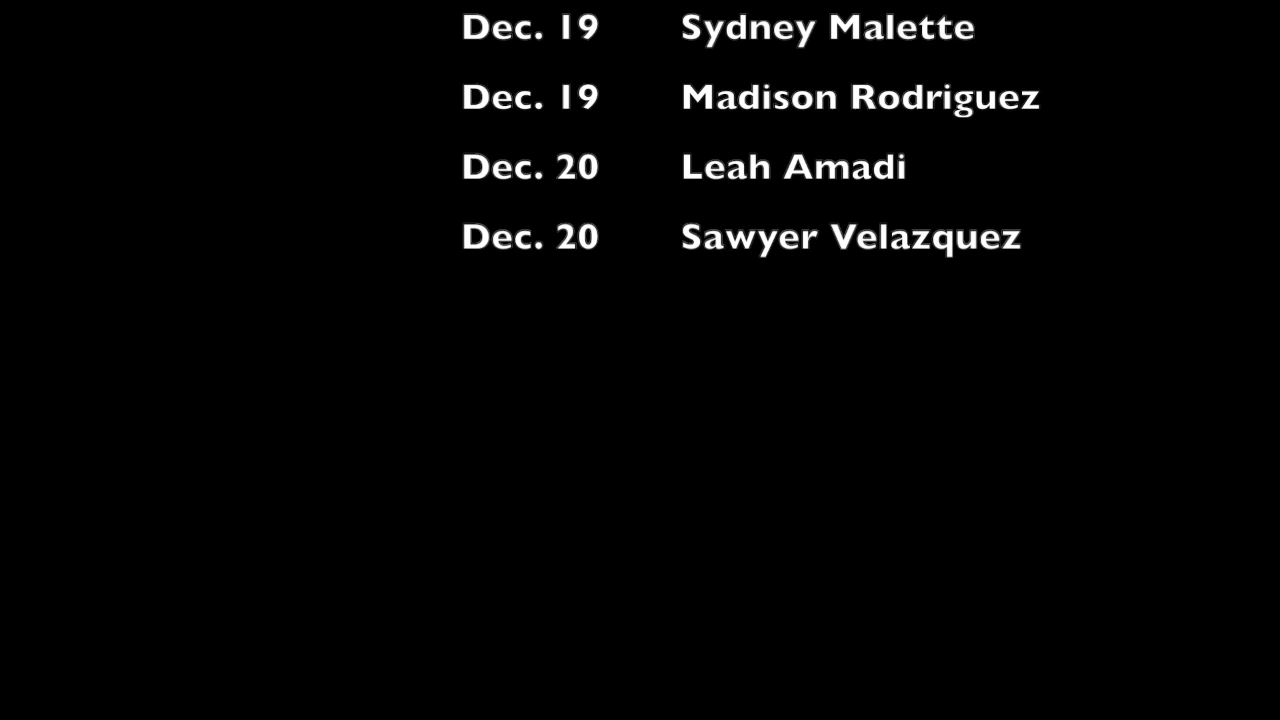 Dec. 19 Sydney Malette
Dec. 19 Madison Rodriguez
Dec. 20 Leah Amadi
Dec. 20 Sawyer Velazquez